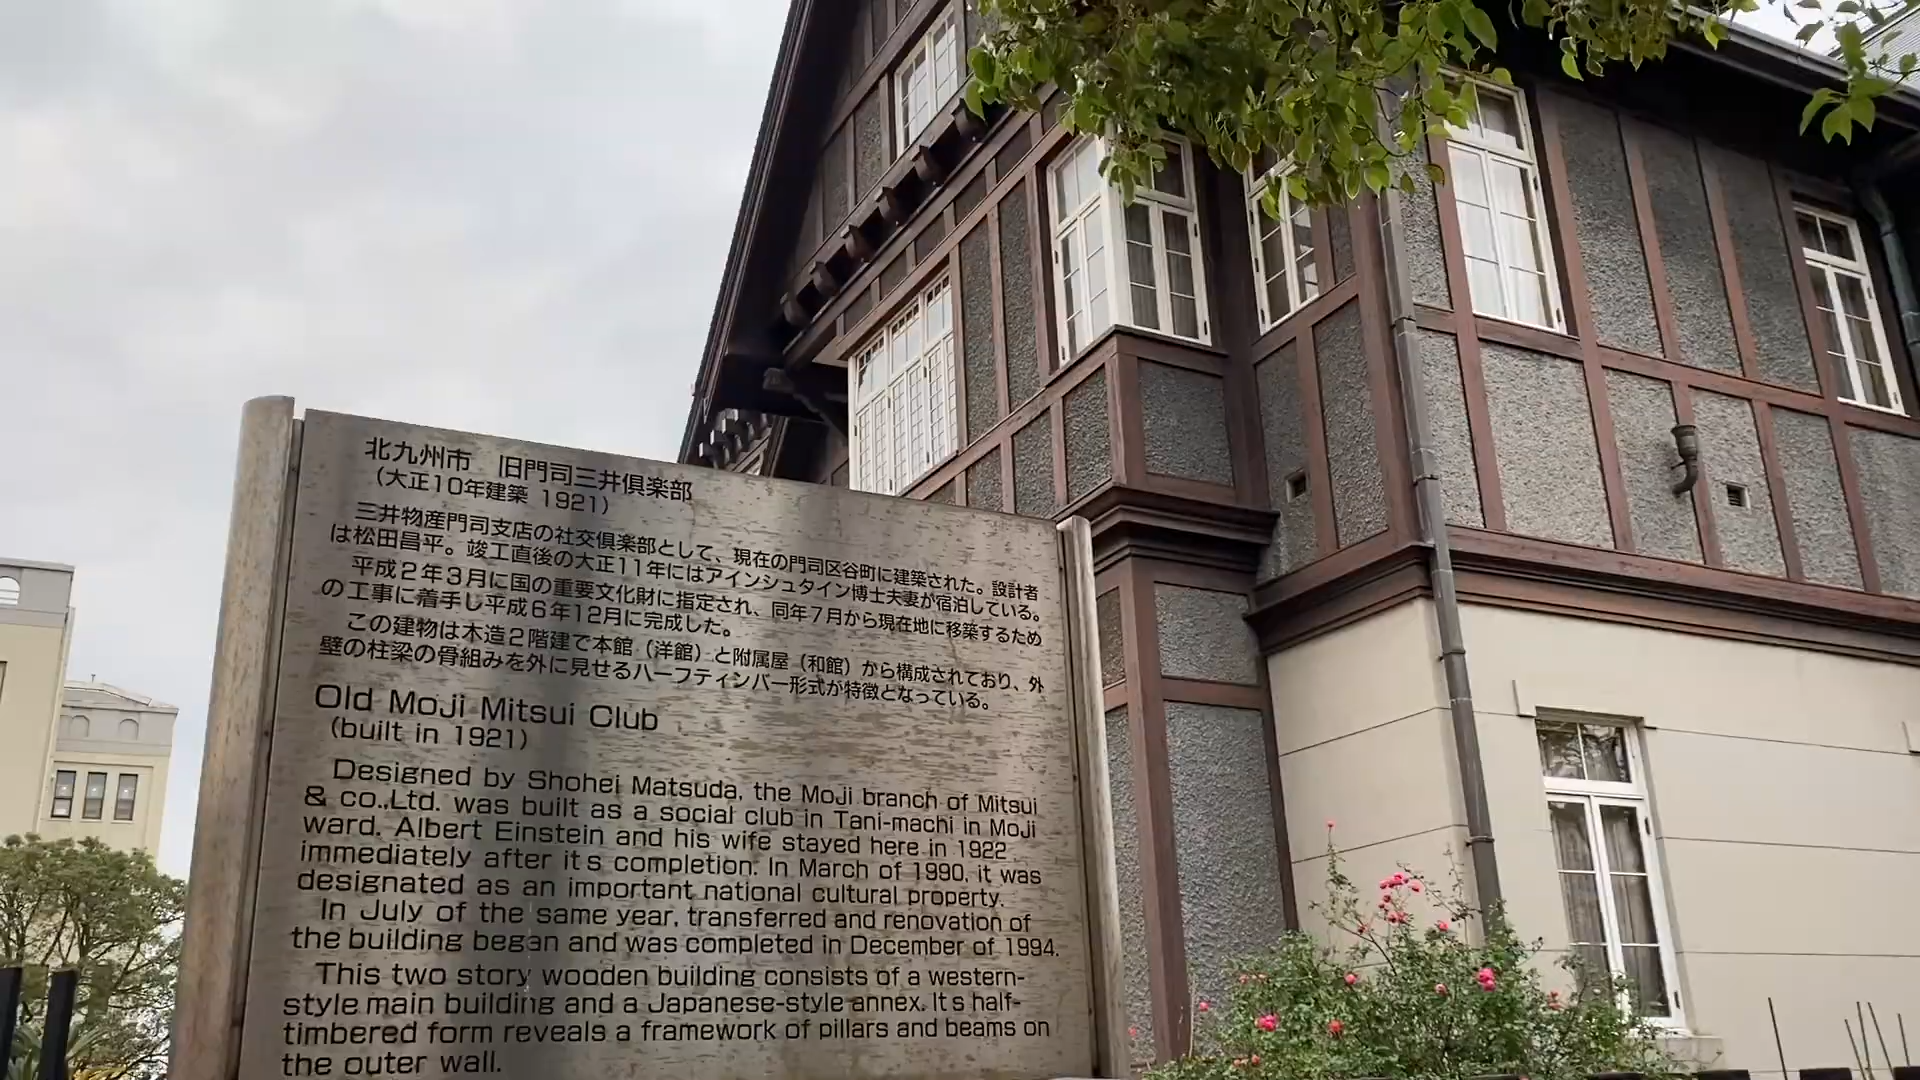 北九州市 旧門司三井倶楽部
(大正10年建築 1921)
三井物産門司支店の社交倶楽部として、現在の門司区谷町に建築された。設計者
は松田昌平。竣工直後の大正11年にはアインシュタイン博士夫妻が宿泊している。
平成2年3月に国の重要文化財に指定され、同年7月から現在地に移築するため
の工事に着手し平成6年12月に完成した。
この建物は木造2階建で本館(洋館)と附属屋(和館)から構成されており、外
壁の柱梁の骨組みを外に見せるハーフティンバー形式が特徴となっている。
Old Moji Mitsui Club
(built in 1921)
Designed by Shohei Matsuda, the Moji branch of Mitsui
& co.,Ltd. was built as a social club in Tani-machi in Moji
ward. Albert Einstein and his wife stayed here in 1922
immediately after it s completion. In March of 1990, it was
designated as an important national cultural property.
In July of the same year, transferred and renovation of
the building began and was completed in December of 1994.
This two story wooden building consists of a western-
style main building and a Japanese-style annex. It s half-
timbered form reveals a framework of pillars and beams on
the outer wall.